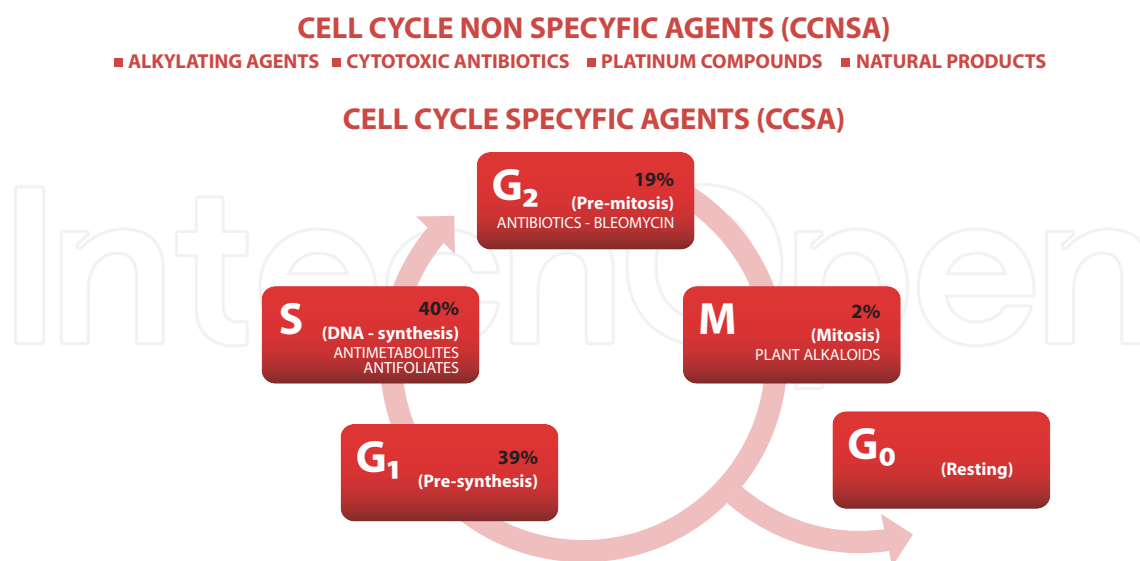 CELL CYCLE NON SPECYFIC AGENTS (CCNSA)
■ ALKYLATING AGENTS ■ CYTOTOXIC ANTIBIOTICS ■ PLATINUM COMPOUNDS ■ NATURAL PRODUCTS
CELL CYCLE SPECYFIC AGENTS (CCSA)
G₂ 19%
(Pre-mitosis)
ANTIBIOTICS - BLEOMYCIN
S 40%
(DNA - synthesis)
ANTIMETABOLITES
ANTIFOLIATES
M 2%
(Mitosis)
PLANT ALKALOIDS
G₁ 39%
(Pre-synthesis)
G₀
(Resting)
IntechOpen